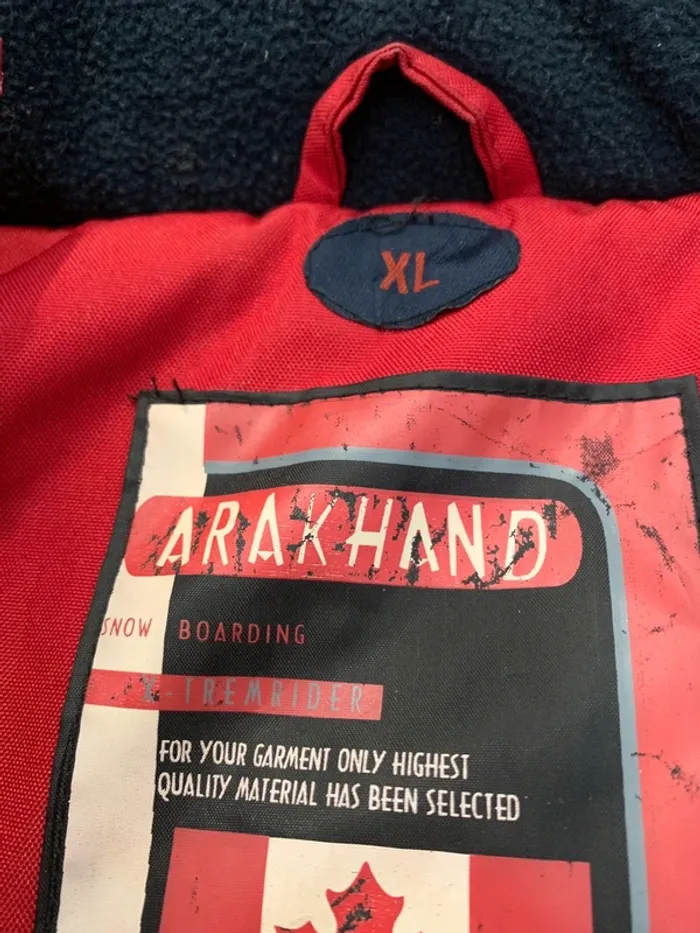 XL
ARAKHAND
SNOW BOARDING
X-TREMRIDER
FOR YOUR GARMENT ONLY HIGHEST
QUALITY MATERIAL HAS BEEN SELECTED